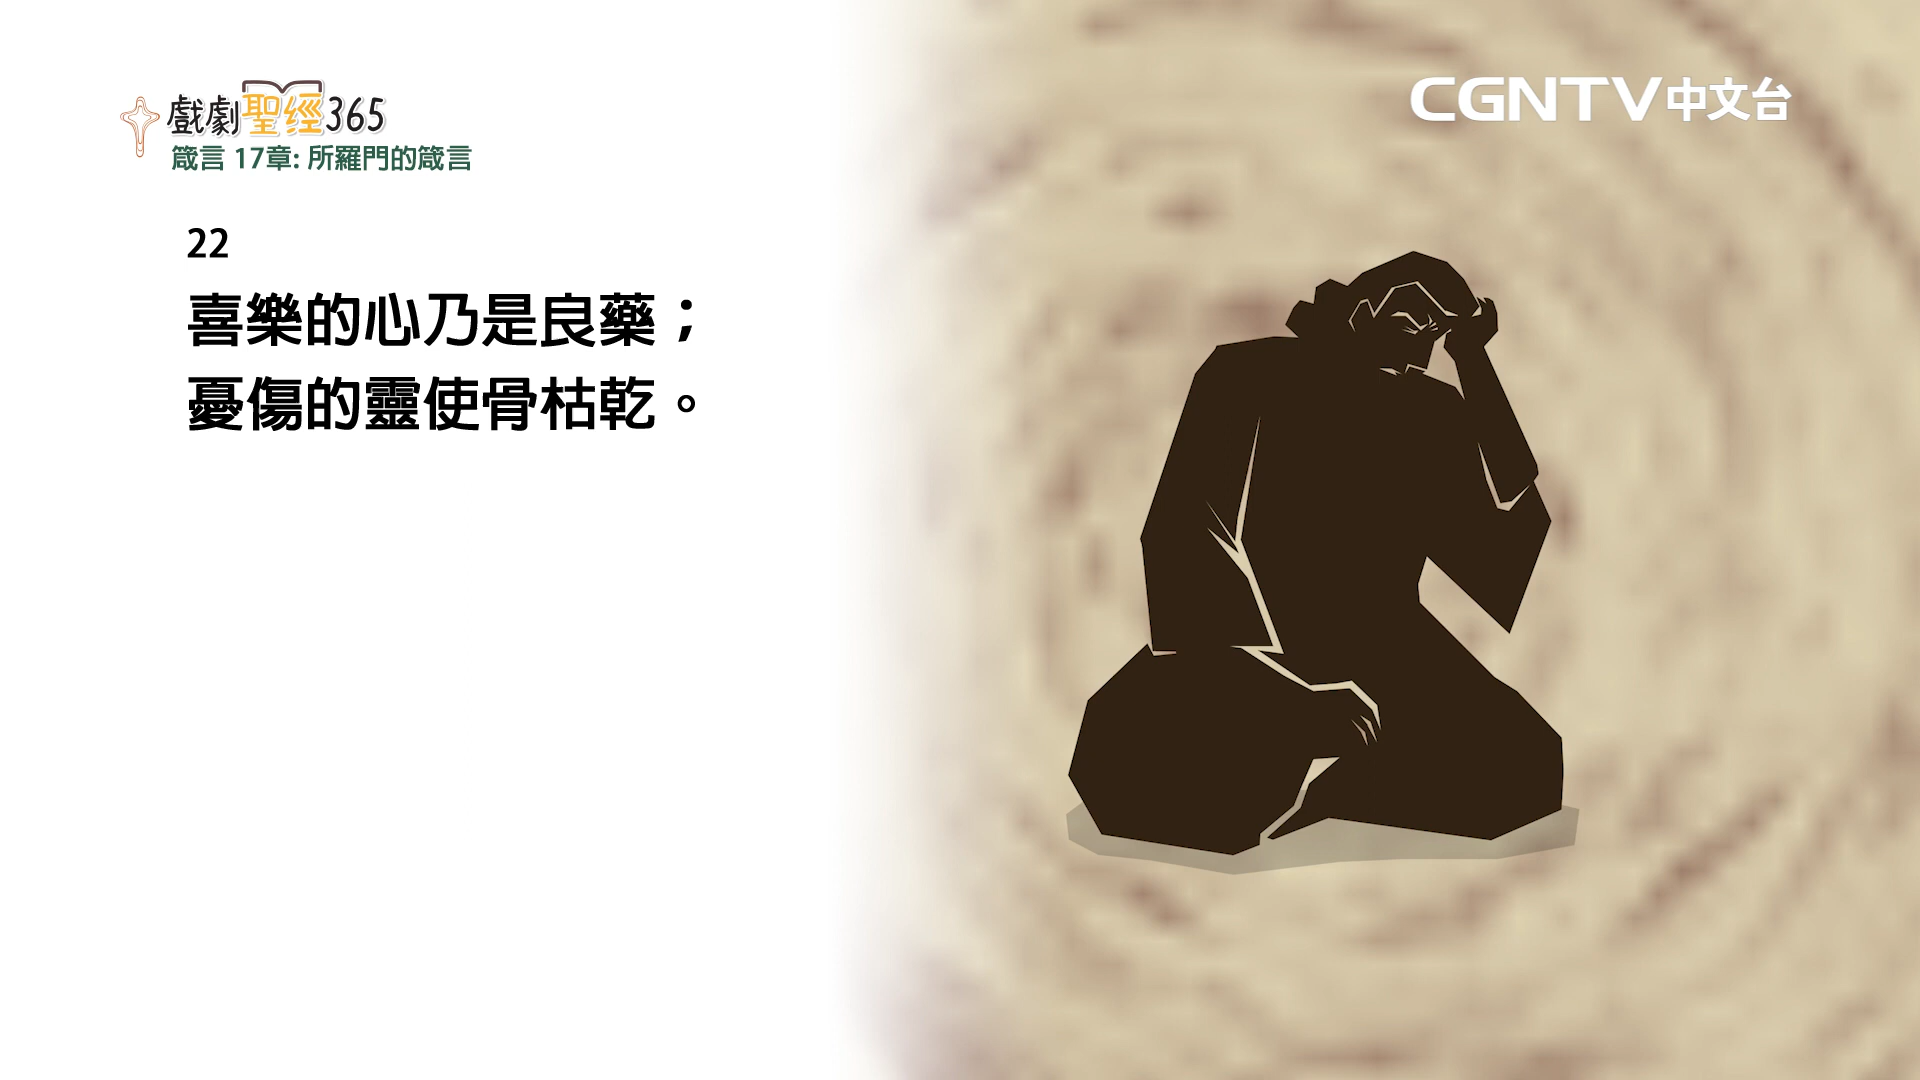 戲劇聖經365
CGNTV中文台
箴言 17章: 所羅門的箴言
22
喜樂的心乃是良藥；
憂傷的靈使骨枯乾。